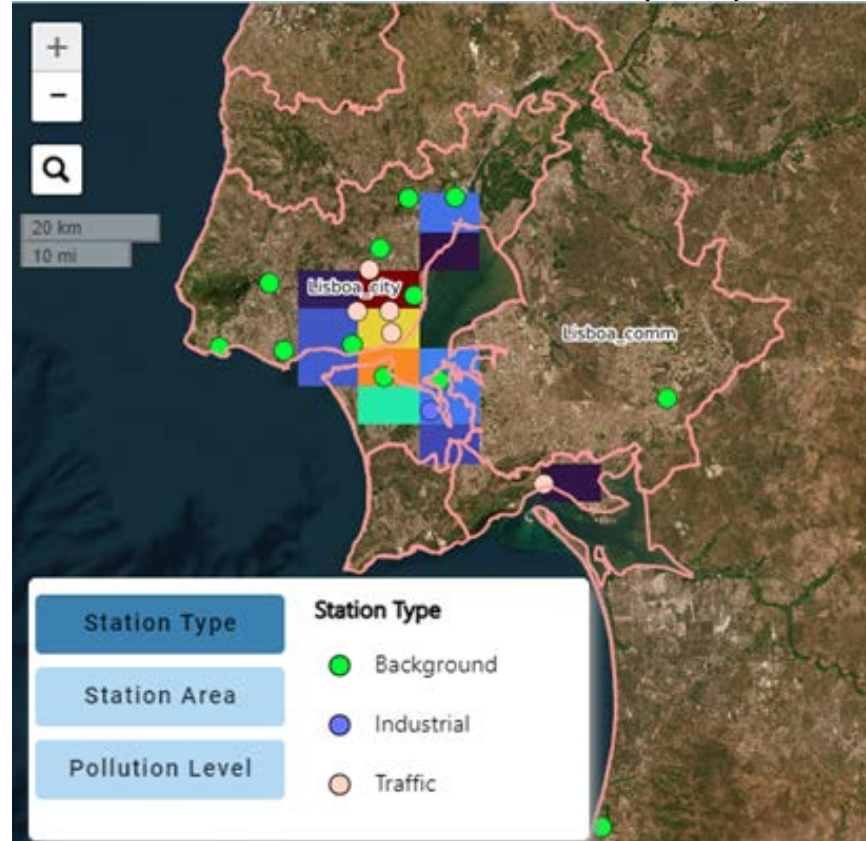 +
−
20 km
10 mi
Lisboa_city
Lisboa_comm
Station Type
Station Area
Pollution Level
Station Type
Background
Industrial
Traffic